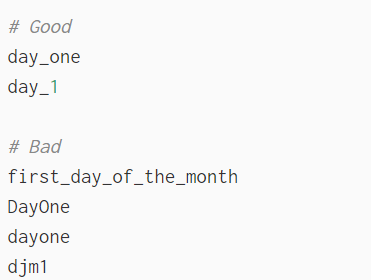 # Good
day_one
day_1
# Bad
first_day_of_the_month
DayOne
dayone
djm1